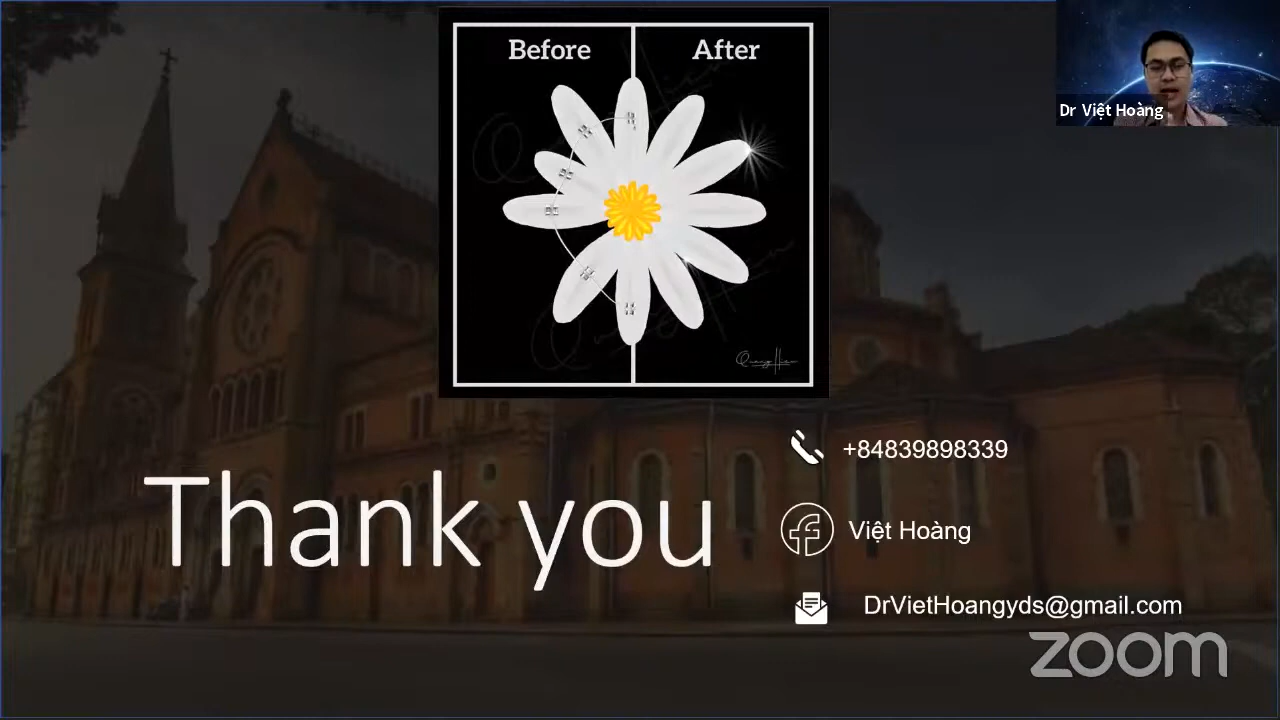 Before
After
Dr Việt Hoàng
+84839898339
Thank you
Việt Hoàng
DrVietHoangyds@gmail.com
zoom